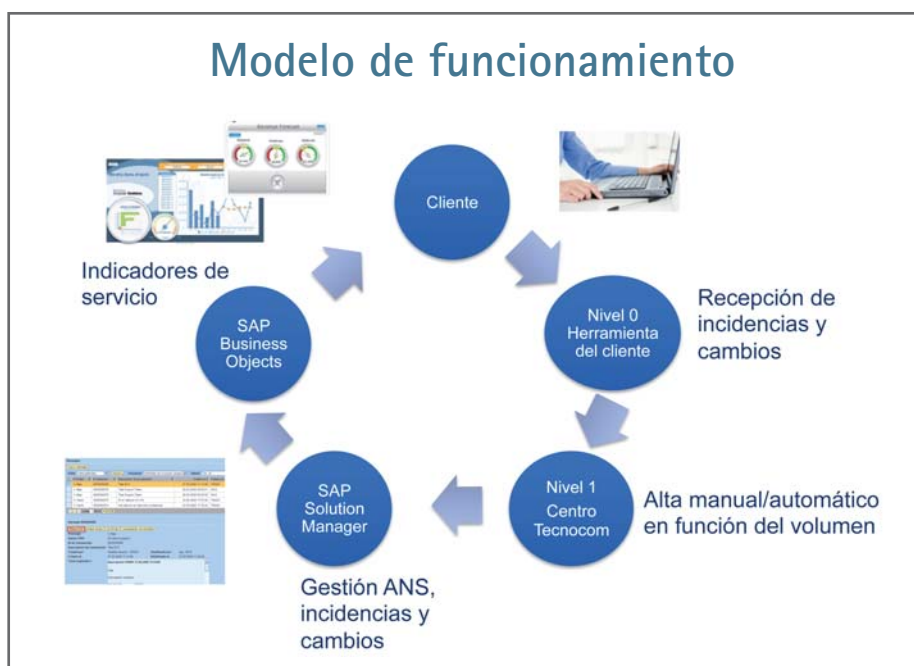 Modelo de funcionamiento
Cliente
Nivel 0
Herramienta
del cliente
Recepción de
incidencias y
cambios
Nivel 1
Centro
Tecnocom
Alta manual/automático
en función del volumen
SAP
Solution
Manager
Gestión ANS,
incidencias y
cambios
SAP
Business
Objects
Indicadores de
servicio